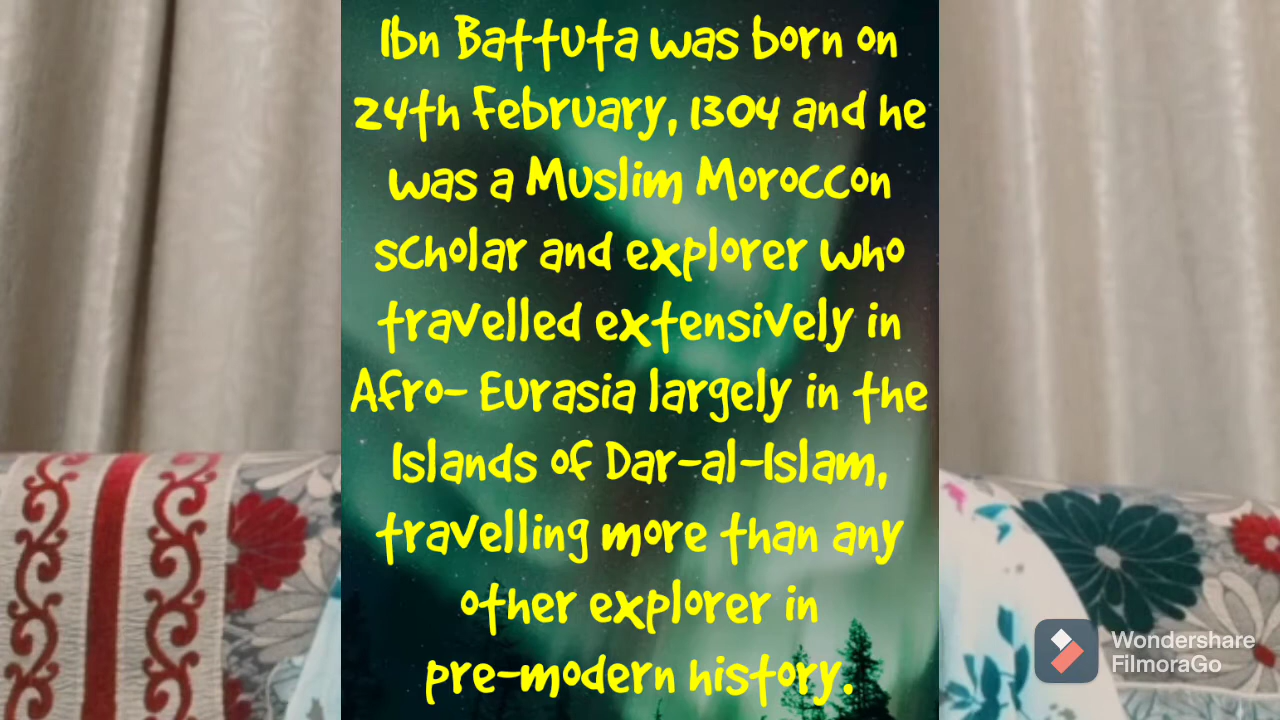 Ibn Battuta was born on
24th February, 1304 and he
was a Muslim Moroccon
scholar and explorer who
travelled extensively in
Afro- Eurasia largely in the
Islands of Dar-al-Islam,
travelling more than any
other explorer in
pre-modern history.
Wondershare
FilmoraGo